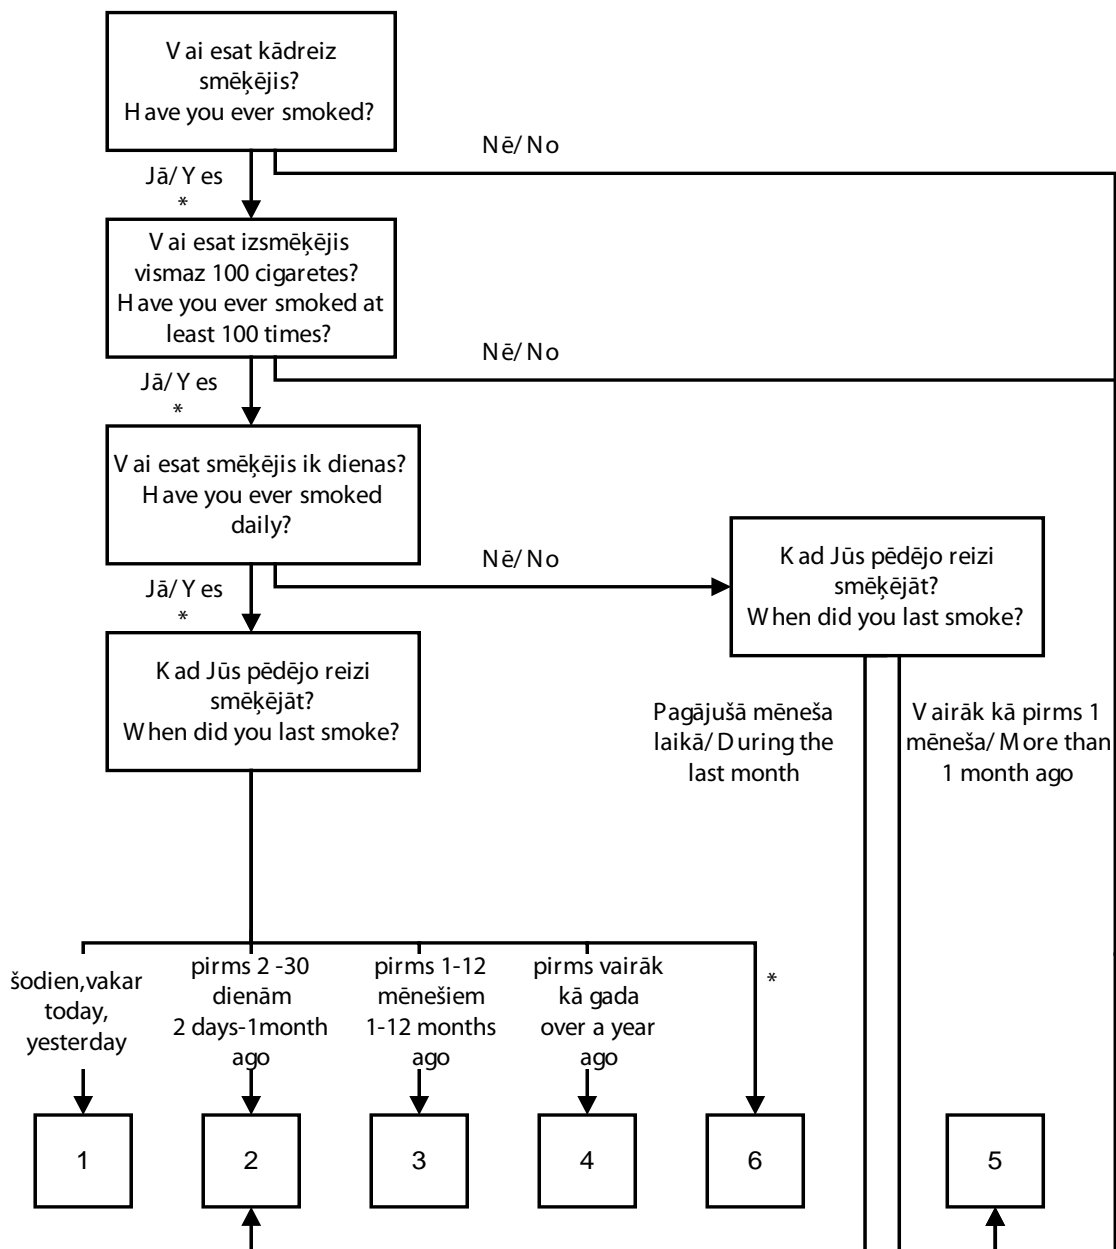 Vai esat kādreiz
smēķējis?
Have you ever smoked?
Nē/No
Jā/Yes
*
Vai esat izsmēķējis
vismaz 100 cigaretes?
Have you ever smoked at
least 100 times?
Nē/No
Jā/Yes
*
Vai esat smēķējis ik dienas?
Have you ever smoked
daily?
Nē/No
Jā/Yes
*
Kad Jūs pēdējo reizi
smēķējāt?
When did you last smoke?
Kad Jūs pēdējo reizi
smēķējāt?
When did you last smoke?
Pagājušā mēneša
laikā/During the
last month
Vairāk kā pirms 1
mēneša/More than
1 month ago
šodien,vakar
today,
yesterday
pirms 2 -30
dienām
2 days-1month
ago
pirms 1-12
mēnešiem
1-12 months
ago
pirms vairāk
kā gada
over a year
ago
*
1
2
3
4
6
5